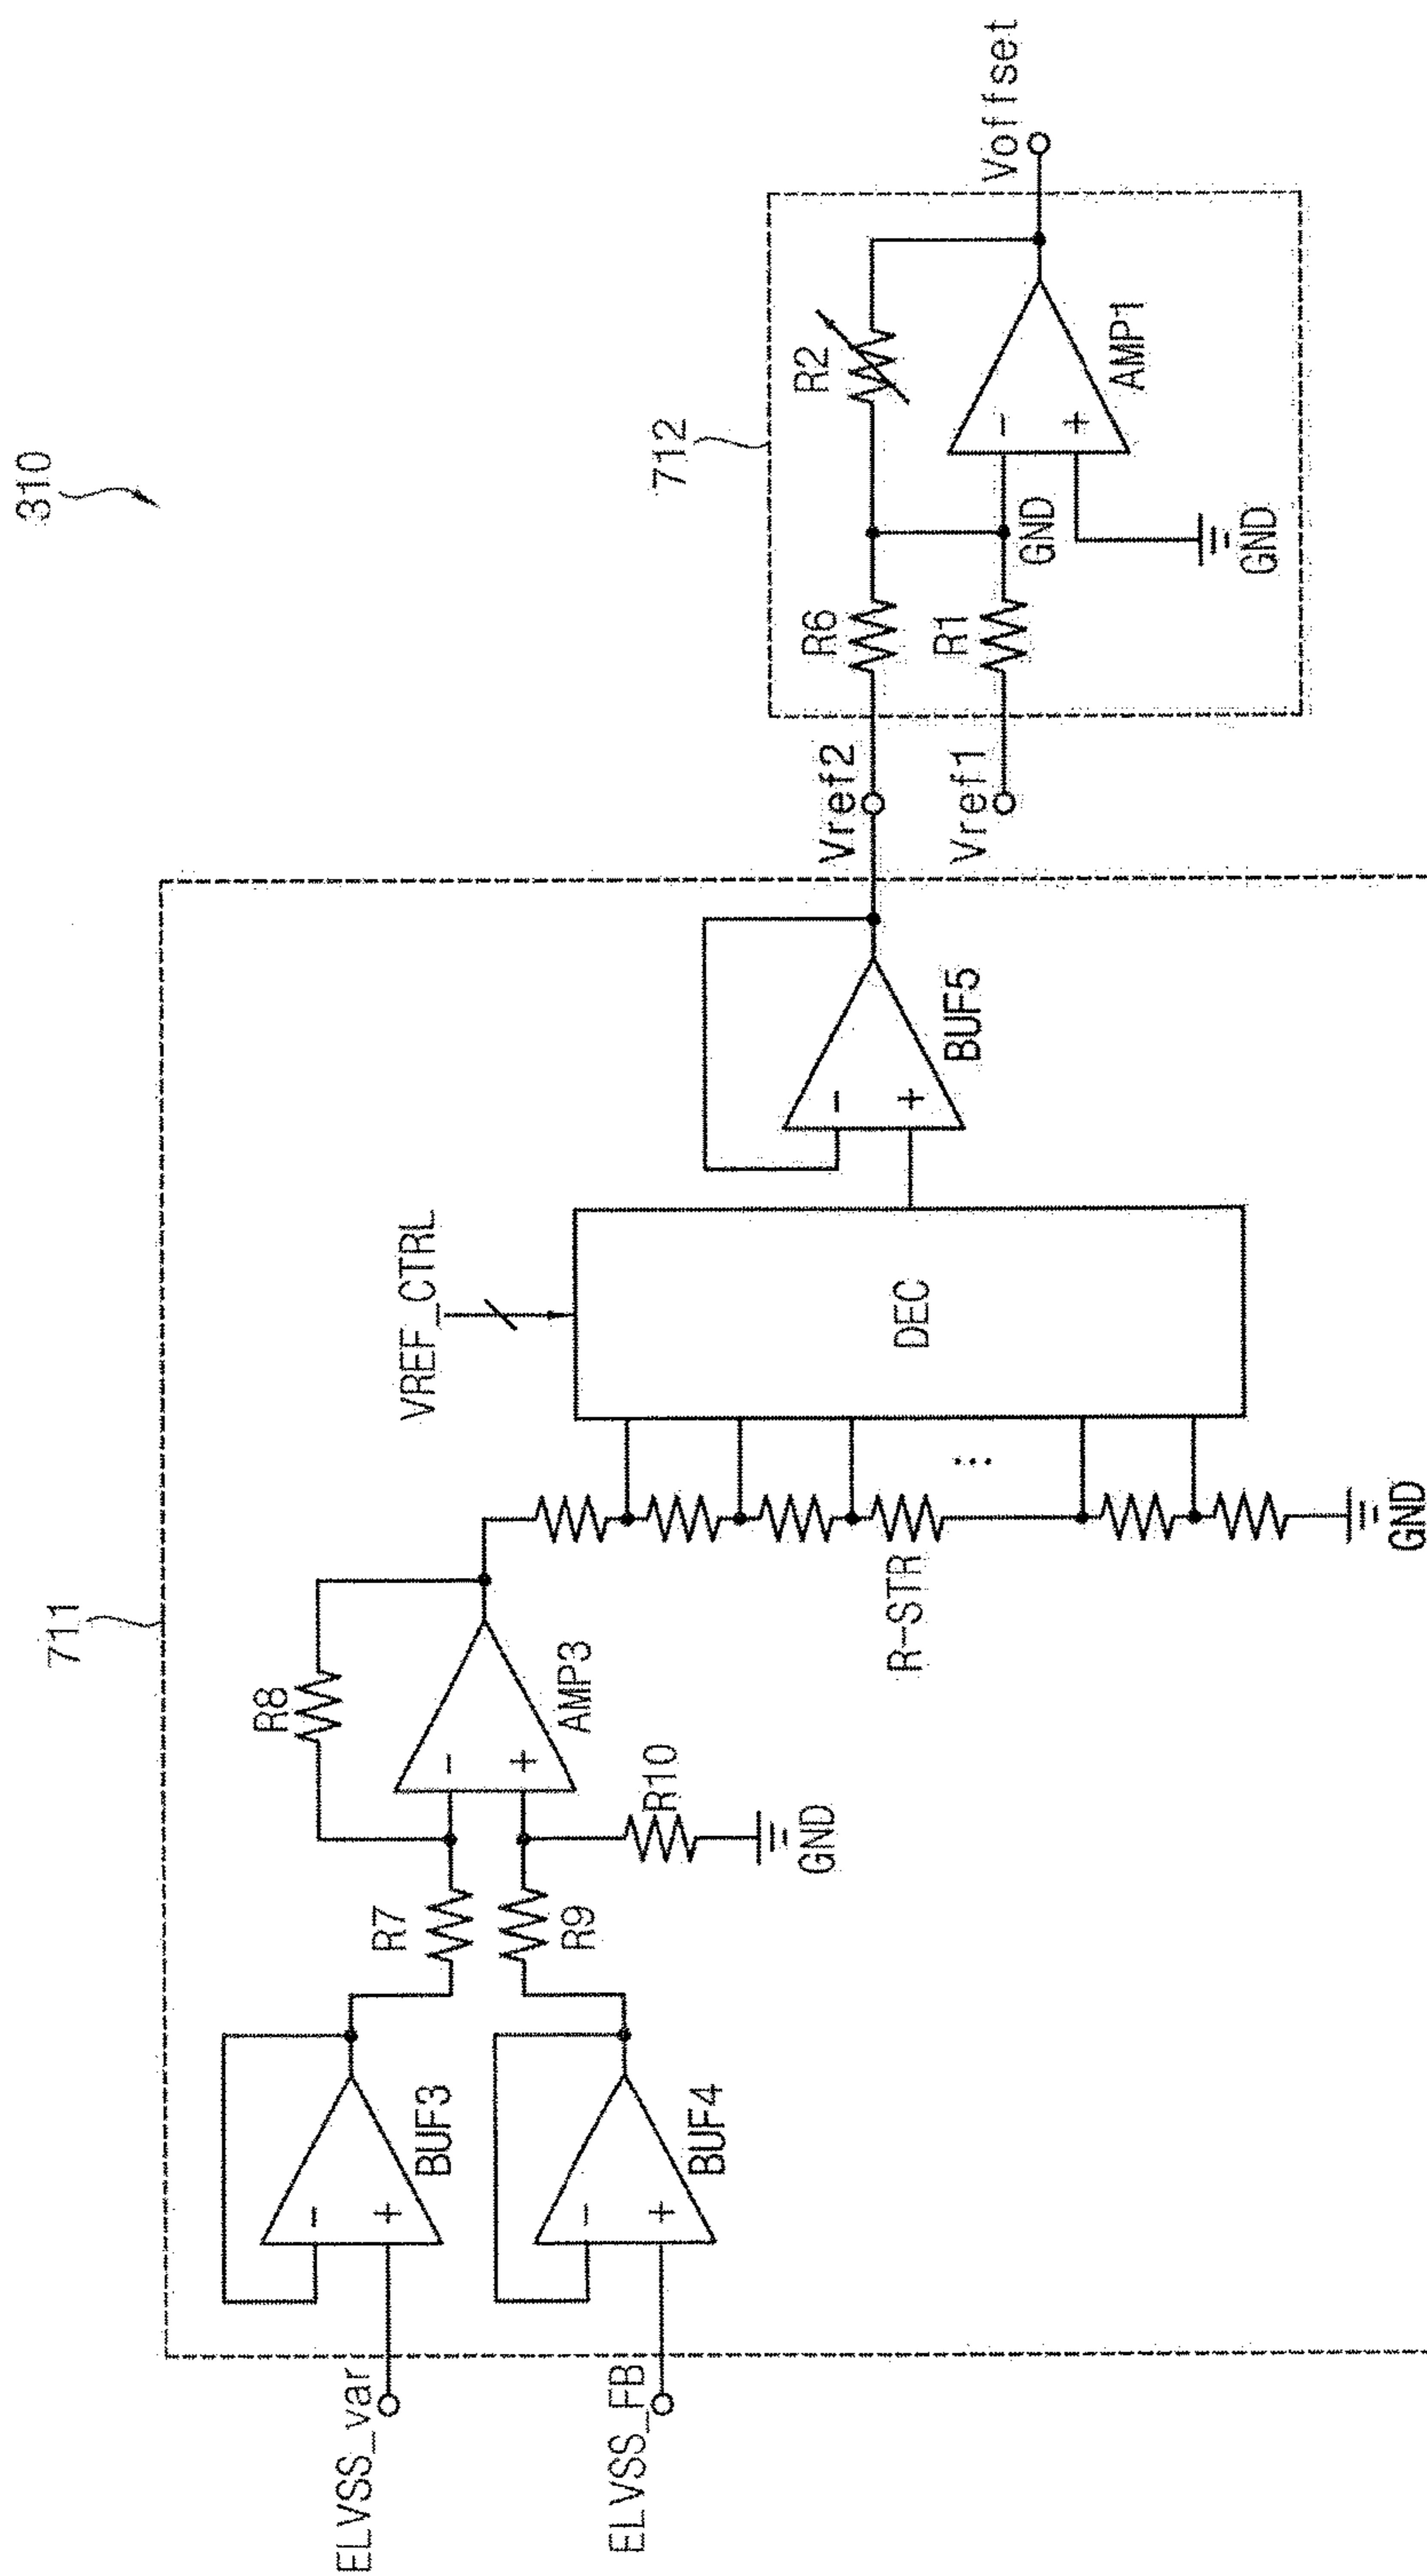 310
711
ELVSS_var
ELVSS_FB
-
+
BUF3
-
+
BUF4
R7
R9
R8
-
+
AMP3
R10
GND
R-STR
...
GND
VREF_CTRL
DEC
-
+
BUF5
Vref2
Vref1
712
R6
R1
R2
GND
-
+
AMP1
GND
Voffset